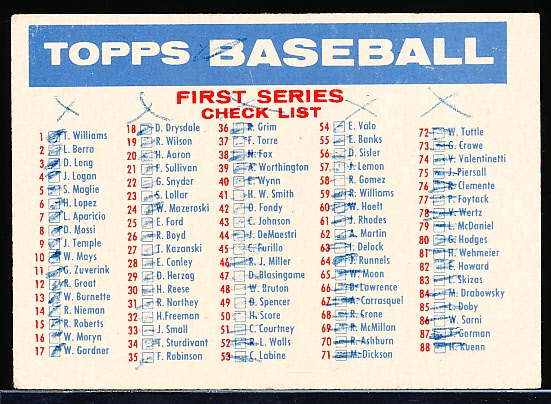 TOPPS BASEBALL
FIRST SERIES
CHECK LIST
1 T. Williams
2 L. Berra
3 D. Long
4 J. Logan
5 S. Maglie
6 H. Lopez
7 L. Aparicio
8 D. Mossi
9 J. Temple
10 W. Mays
11 G. Zuverink
12 R. Groat
13 W. Burnette
14 R. Nieman
15 R. Roberts
16 W. Moryn
17 W. Gardner
18 D. Drysdale
19 R. Wilson
20 H. Aaron
21 F. Sullivan
22 G. Snyder
23 S. Lollar
24 W. Mazeroski
25 E. Ford
26 R. Boyd
27 T. Kazanski
28 E. Conley
29 D. Herzog
30 H. Reese
31 R. Northey
32 H. Freeman
33 J. Small
34 T. Sturdivant
35 F. Robinson
36 R. Grim
37 F. Torre
38 N. Fox
39 A. Worthington
40 E. Wynn
41 H. W. Smith
42 D. Fondy
43 C. Johnson
44 J. DeMaestri
45 C. Furillo
46 R. J. Miller
47 D. Blasingame
48 W. Bruton
49 D. Spencer
50 H. Score
51 C. Courtney
52 R. L. Walls
53 C. Labine
54 E. Valo
55 E. Banks
56 D. Sisler
57 J. Lemon
58 R. Gomez
59 R. Williams
60 W. Hoeft
61 J. Rhodes
62 A. Martin
63 I. Delock
64 J. Runnels
65 W. Moon
66 B. Lowrence
67 A. Carrasquel
68 R. Krone
69 R. McMillan
70 R. Ashburn
71 M. Dickson
72 W. Tuttle
73 G. Crowe
74 V. Valentinetti
75 J. Piersall
76 R. Clemente
77 P. Foytack
78 V. Wertz
79 L. McDaniel
80 G. Hodges
81 H. Wehmeier
82 E. Howard
83 L. Skizas
84 M. Drabowsky
85 L. Doby
86 W. Sarni
87 T. Gorman
88 H. Kuenn